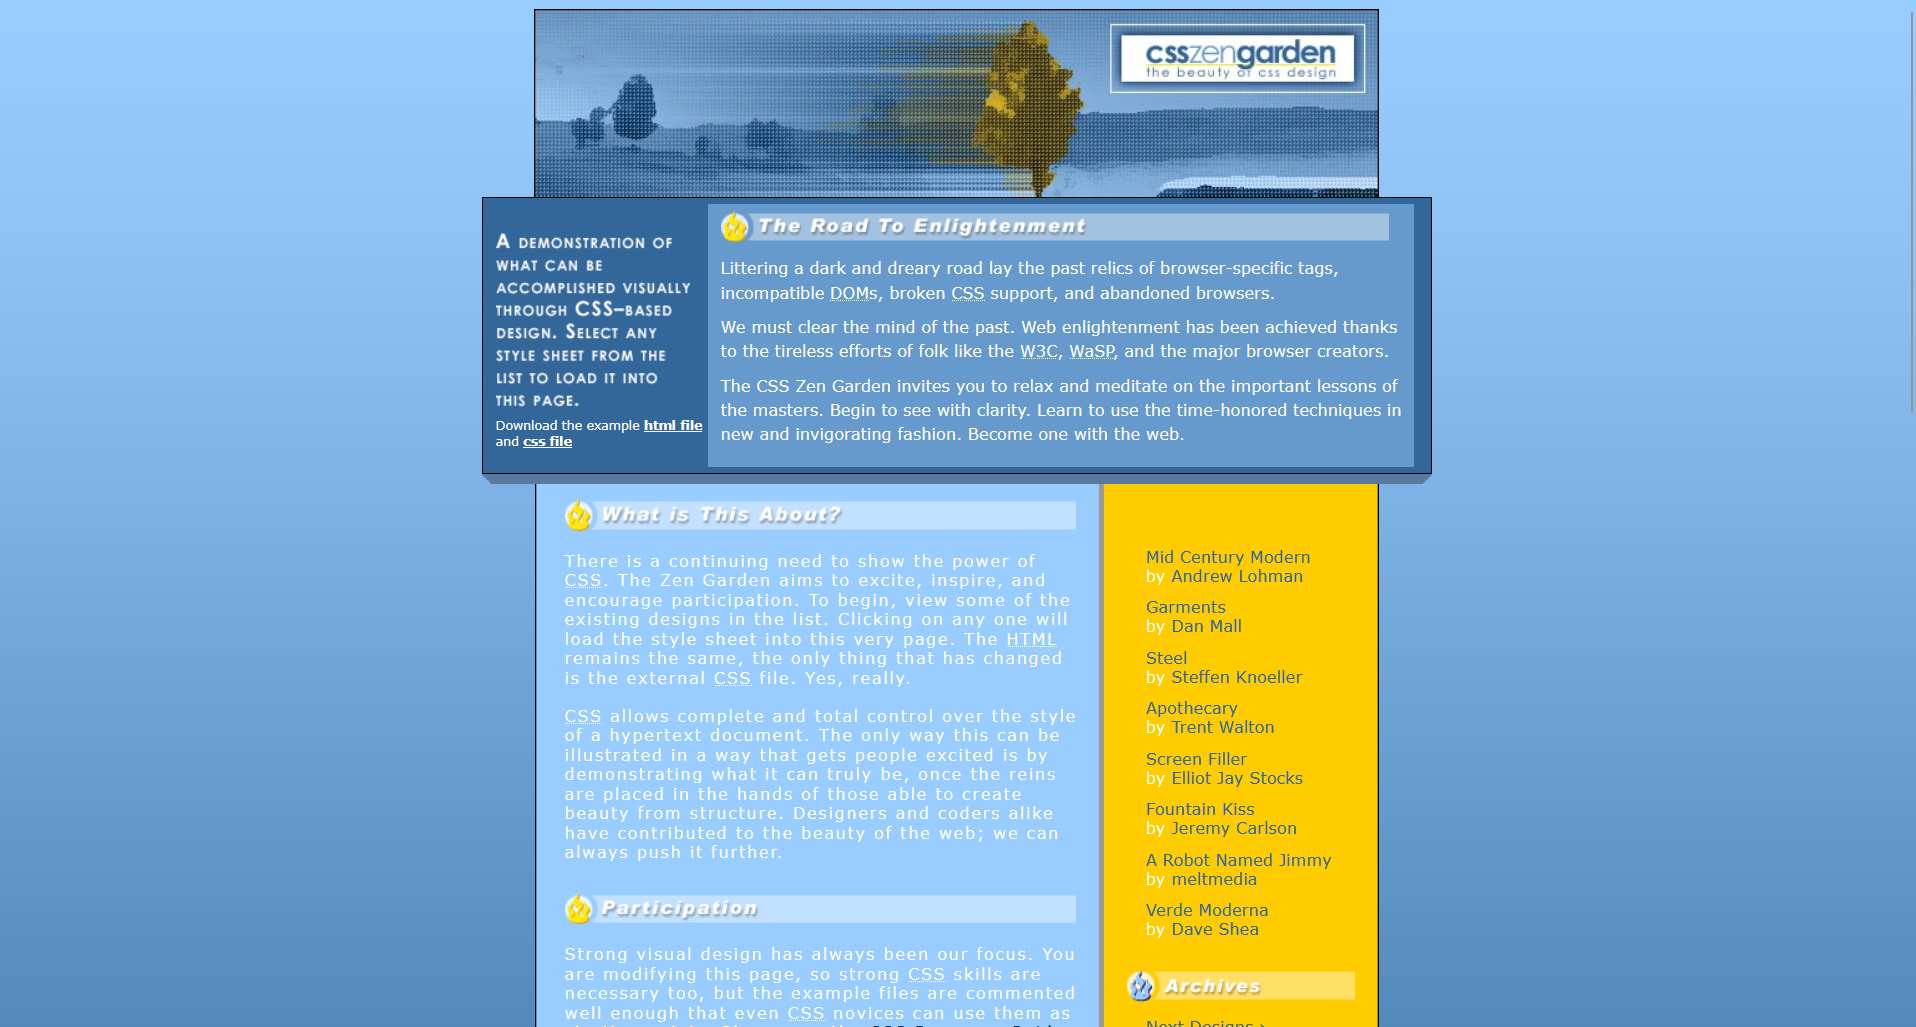 csszengarden
the beauty of css design
A demonstration of
what can be
accomplished visually
through CSS–based
design. Select any
style sheet from the
list to load it into
this page.
Download the example html file
and css file
The Road To Enlightenment
Littering a dark and dreary road lay the past relics of browser-specific tags,
incompatible DOMs, broken CSS support, and abandoned browsers.
We must clear the mind of the past. Web enlightenment has been achieved thanks
to the tireless efforts of folk like the W3C, WaSP, and the major browser creators.
The CSS Zen Garden invites you to relax and meditate on the important lessons of
the masters. Begin to see with clarity. Learn to use the time-honored techniques in
new and invigorating fashion. Become one with the web.
What is This About?
There is a continuing need to show the power of
CSS. The Zen Garden aims to excite, inspire, and
encourage participation. To begin, view some of the
existing designs in the list. Clicking on any one will
load the style sheet into this very page. The HTML
remains the same, the only thing that has changed
is the external CSS file. Yes, really.
CSS allows complete and total control over the style
of a hypertext document. The only way this can be
illustrated in a way that gets people excited is by
demonstrating what it can truly be, once the reins
are placed in the hands of those able to create
beauty from structure. Designers and coders alike
have contributed to the beauty of the web; we can
always push it further.
Participation
Strong visual design has always been our focus. You
are modifying this page, so strong CSS skills are
necessary too, but the example files are commented
well enough that even CSS novices can use them as
Mid Century Modern
by Andrew Lohman
Garments
by Dan Mall
Steel
by Steffen Knoeller
Apothecary
by Trent Walton
Screen Filler
by Elliot Jay Stocks
Fountain Kiss
by Jeremy Carlson
A Robot Named Jimmy
by meltmedia
Verde Moderna
by Dave Shea
Archives
Next Designs ›